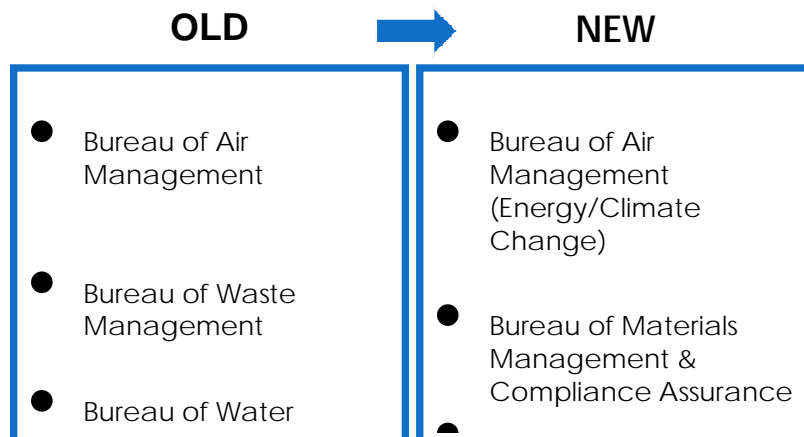 OLD
NEW
● Bureau of Air
Management
● Bureau of Waste
Management
● Bureau of Water
● Bureau of Air
Management
(Energy/Climate
Change)
● Bureau of Materials
Management &
Compliance Assurance
●